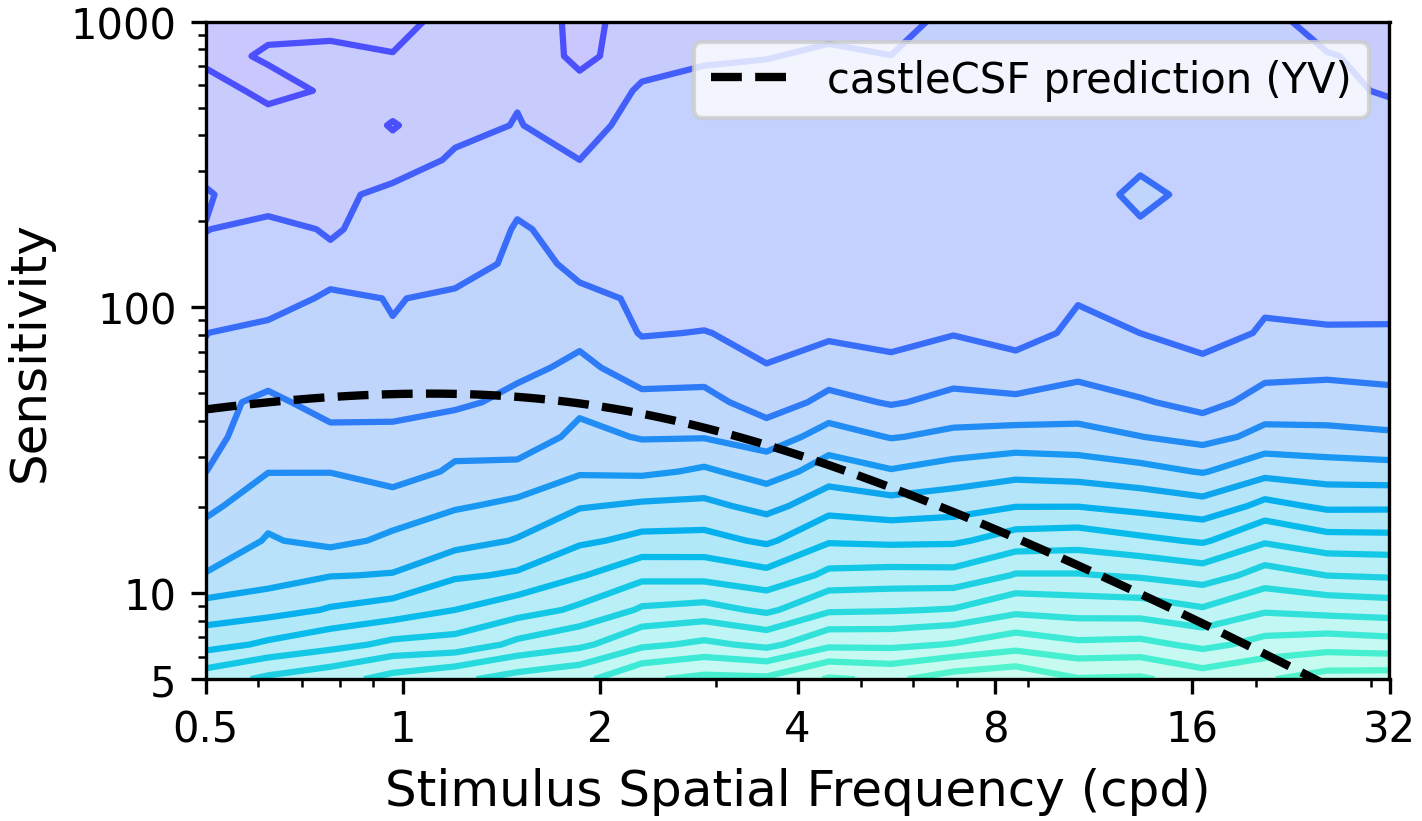 1000
castleCSF prediction (YV)
100
10
5
Sensitivity
0.5 1 2 4 8 16 32
Stimulus Spatial Frequency (cpd)